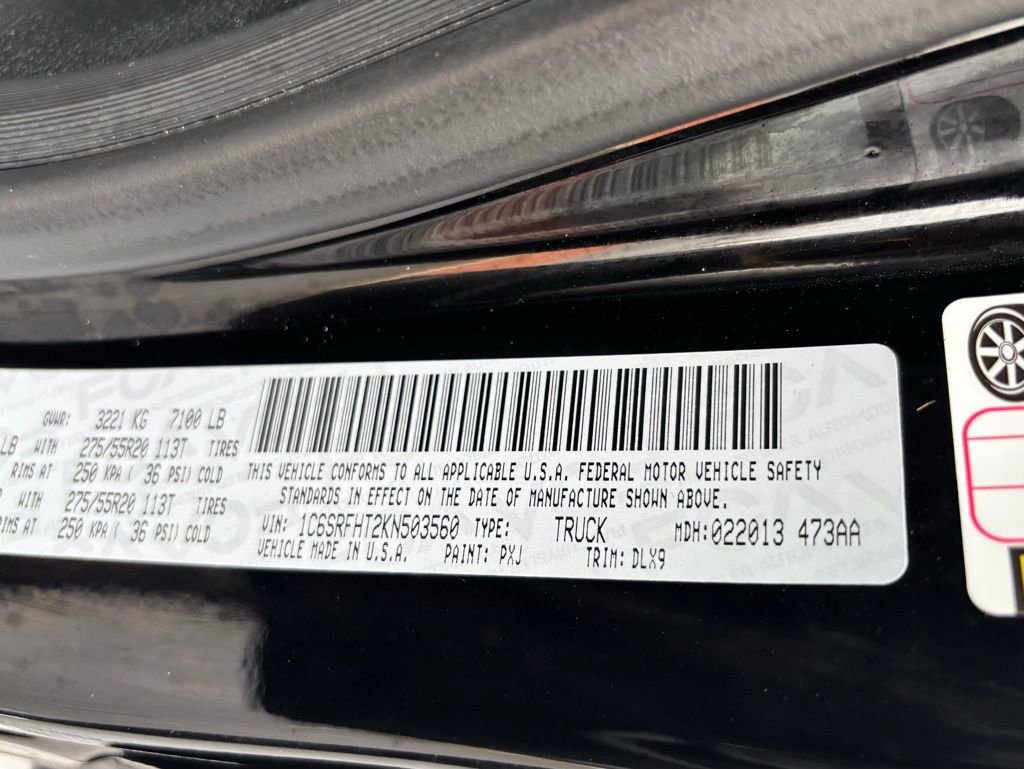 GVWR: 3221 KG 7100 LB
LB WITH 275/55R20 113T TIRES
RIMS AT 250 KPA ( 36 PSI) COLD
WITH 275/55R20 113T TIRES
RIMS AT 250 KPA ( 36 PSI) COLD
THIS VEHICLE CONFORMS TO ALL APPLICABLE U.S.A. FEDERAL MOTOR VEHICLE SAFETY
STANDARDS IN EFFECT ON THE DATE OF MANUFACTURE SHOWN ABOVE.
VIN: 1C6SRFHT2KN503560 TYPE: TRUCK MDH:022013 473AA
VEHICLE MADE IN U.S.A. PAINT: PXJ TRIM: DLX9